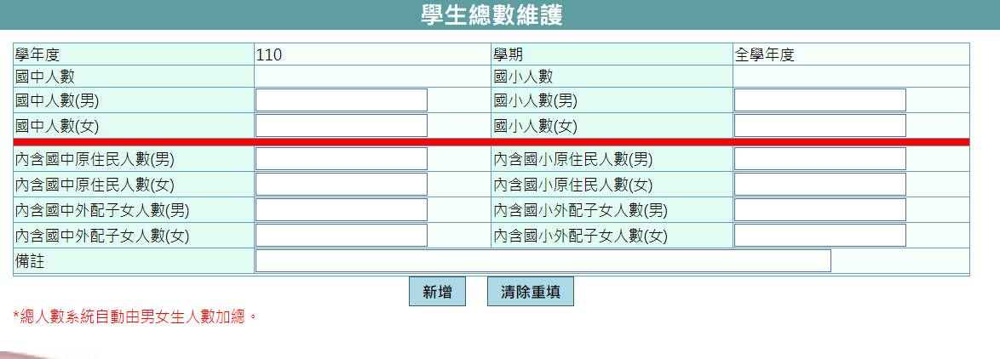 學生總數維護
學年度 110 學期 全學年度
國中人數 國小人數
國中人數(男) 國小人數(男)
國中人數(女) 國小人數(女)
內含國中原住民人數(男) 內含國小原住民人數(男)
內含國中原住民人數(女) 內含國小原住民人數(女)
內含國中外配子女人數(男) 內含國小外配子女人數(男)
內含國中外配子女人數(女) 內含國小外配子女人數(女)
備註
新增 清除重填
*總人數系統自動由男女生人數加總。